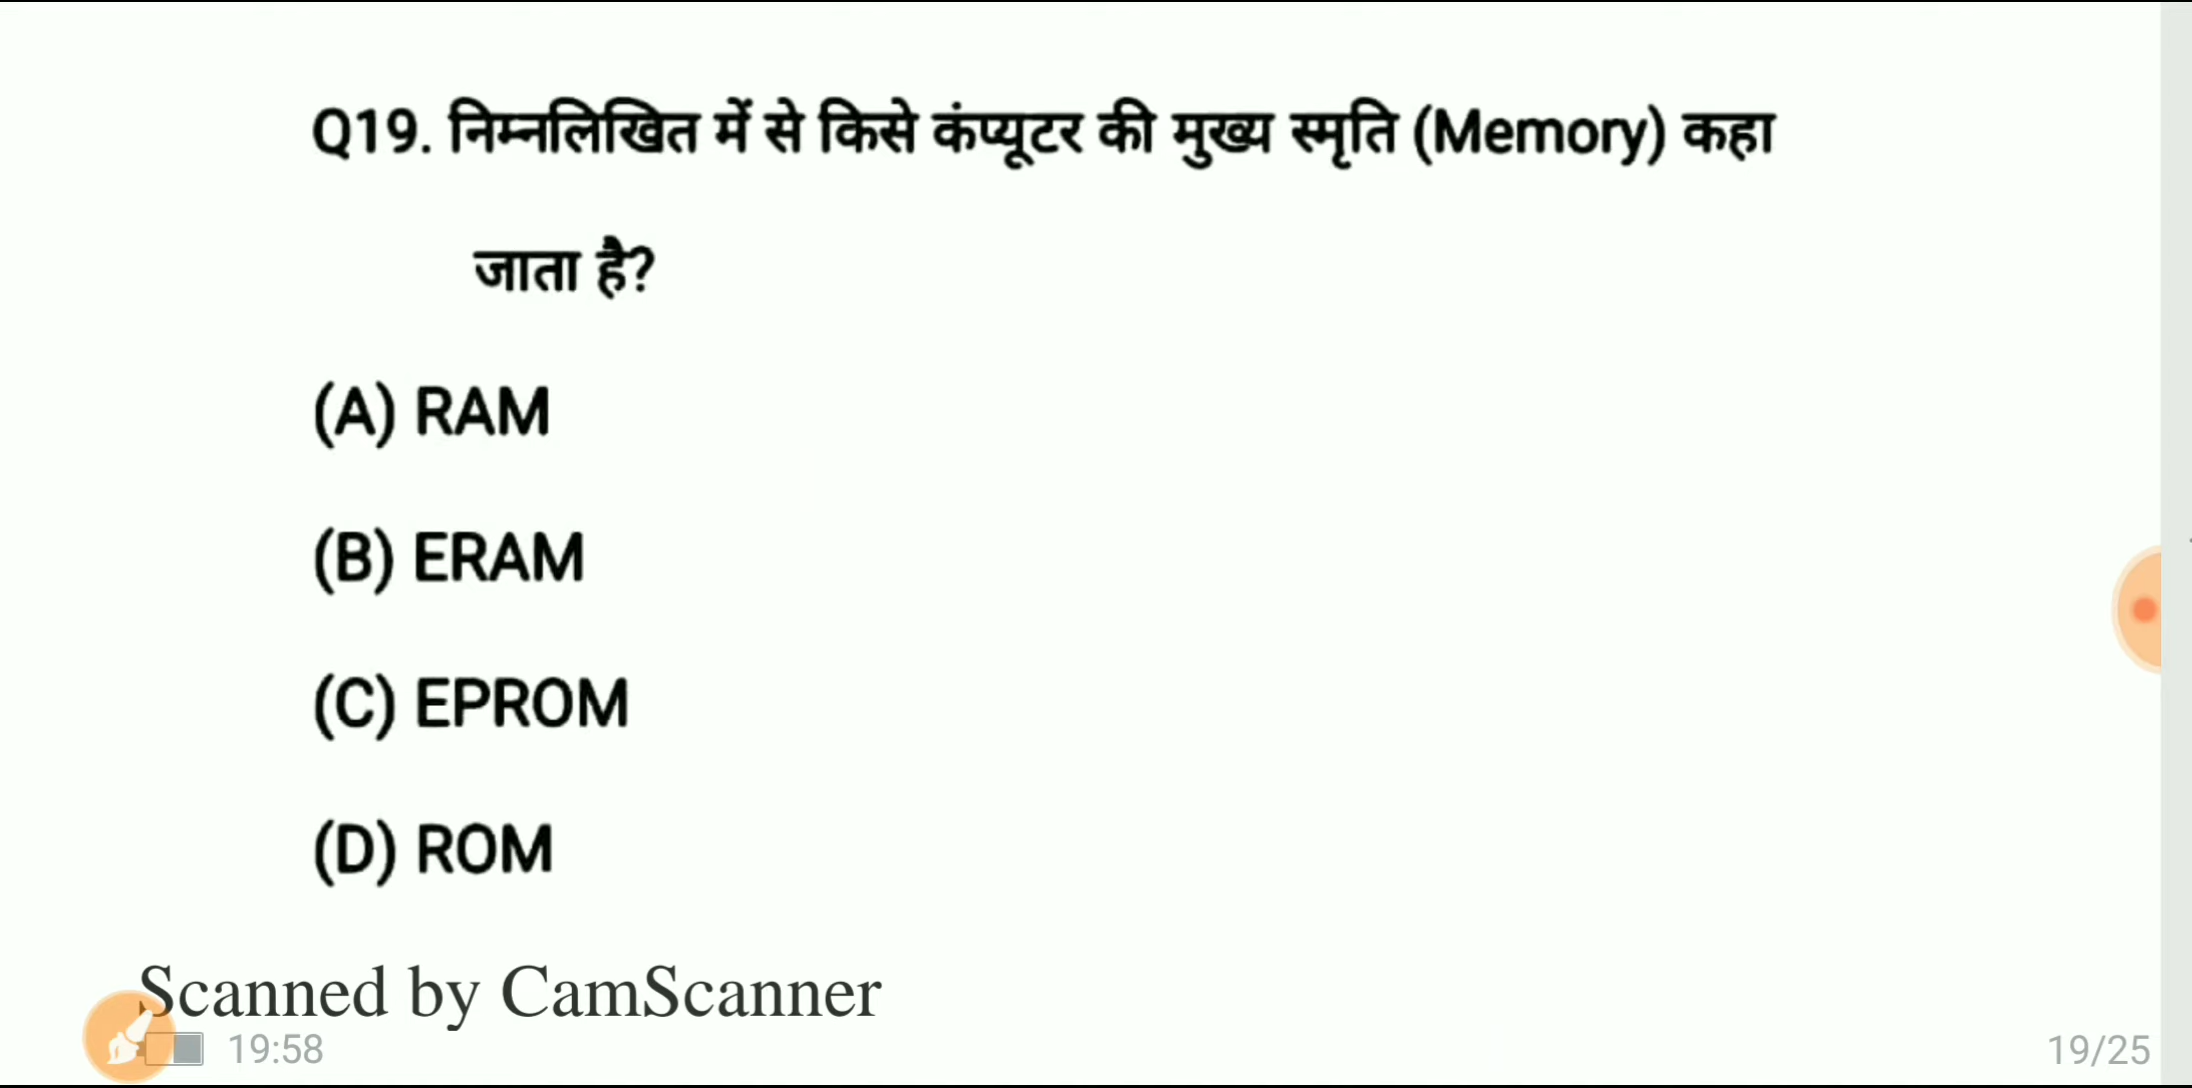 Q19. निम्नलिखित में से किसे कंप्यूटर की मुख्य स्मृति (Memory) कहा
जाता है?
(A) RAM
(B) ERAM
(C) EPROM
(D) ROM
Scanned by CamScanner
19:58
19/25